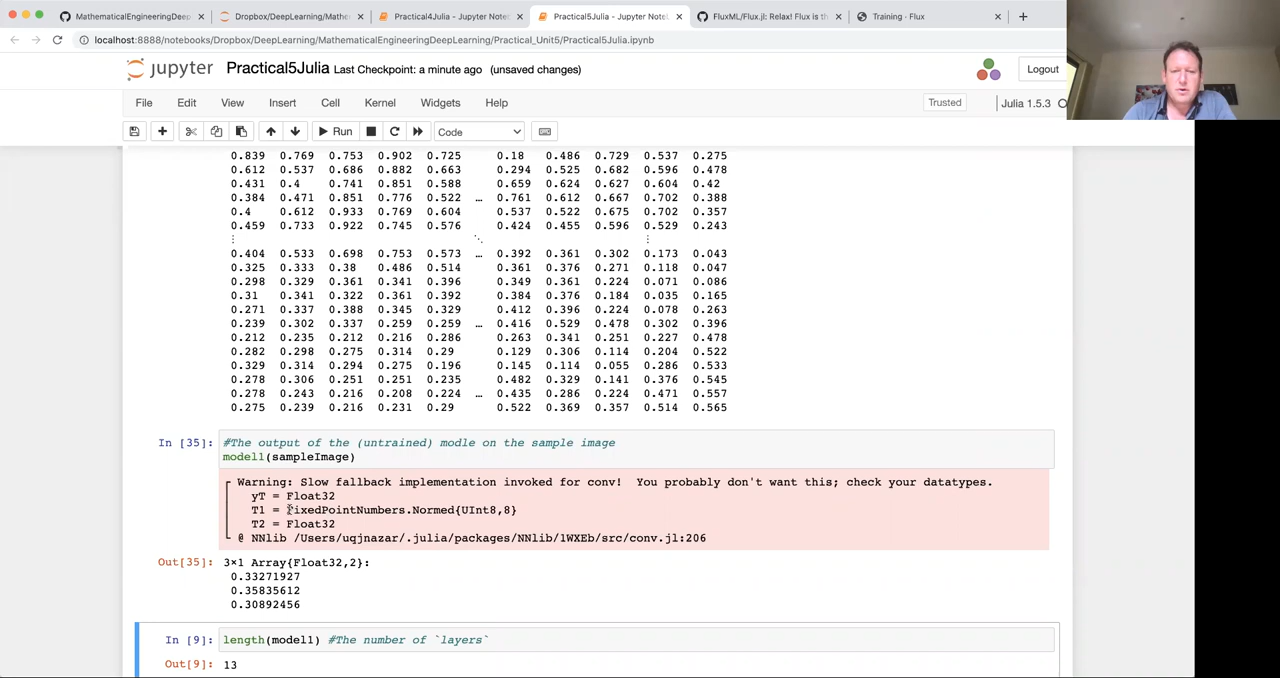 MathematicalEngineeringDeep
Dropbox/DeepLearning/Mathe
Practical4Julia - Jupyter Note
Practical5Julia - Jupyter Note
FluxML/Flux.jl: Relax! Flux is th
Training · Flux
localhost:8888/notebooks/Dropbox/DeepLearning/MathematicalEngineeringDeepLearning/Practical_Unit5/Practical5Julia.ipynb
jupyter Practical5Julia Last Checkpoint: a minute ago (unsaved changes)
Logout
File Edit View Insert Cell Kernel Widgets Help
Trusted
Julia 1.5.3
Run
Code
0.839 0.769 0.753 0.902 0.725 0.18 0.486 0.729 0.537 0.275
0.612 0.537 0.686 0.882 0.663 0.294 0.525 0.682 0.596 0.478
0.431 0.4 0.741 0.851 0.588 0.659 0.624 0.627 0.604 0.42
0.384 0.471 0.851 0.776 0.522 … 0.761 0.612 0.667 0.702 0.388
0.4 0.612 0.933 0.769 0.604 0.537 0.522 0.675 0.702 0.357
0.459 0.733 0.922 0.745 0.576 0.424 0.455 0.596 0.529 0.243
⋮ ⋱ ⋮
0.404 0.533 0.698 0.753 0.573 … 0.392 0.361 0.302 0.173 0.043
0.325 0.333 0.38 0.486 0.514 0.361 0.376 0.271 0.118 0.047
0.298 0.329 0.361 0.341 0.396 0.349 0.361 0.224 0.071 0.086
0.31 0.341 0.322 0.361 0.392 0.384 0.376 0.184 0.035 0.165
0.271 0.337 0.388 0.345 0.329 0.412 0.396 0.224 0.078 0.263
0.239 0.302 0.337 0.259 0.259 … 0.416 0.529 0.478 0.302 0.396
0.212 0.235 0.212 0.216 0.286 0.263 0.341 0.251 0.227 0.478
0.282 0.298 0.275 0.314 0.29 0.129 0.306 0.114 0.204 0.522
0.329 0.314 0.294 0.275 0.196 0.145 0.114 0.055 0.286 0.533
0.278 0.306 0.251 0.251 0.235 0.482 0.329 0.141 0.376 0.545
0.278 0.243 0.216 0.208 0.224 … 0.435 0.286 0.224 0.471 0.557
0.275 0.239 0.216 0.231 0.29 0.522 0.369 0.357 0.514 0.565
In [35]: #The output of the (untrained) modle on the sample image
model1(sampleImage)
┌ Warning: Slow fallback implementation invoked for conv! You probably don't want this; check your datatypes.
│ yT = Float32
│ T1 = FixedPointNumbers.Normed{UInt8,8}
│ T2 = Float32
└ @ NNlib /Users/uqjnazar/.julia/packages/NNlib/1WXEb/src/conv.jl:206
Out[35]: 3×1 Array{Float32,2}:
0.33271927
0.35835612
0.30892456
In [9]: length(model1) #The number of `layers`
Out[9]: 13